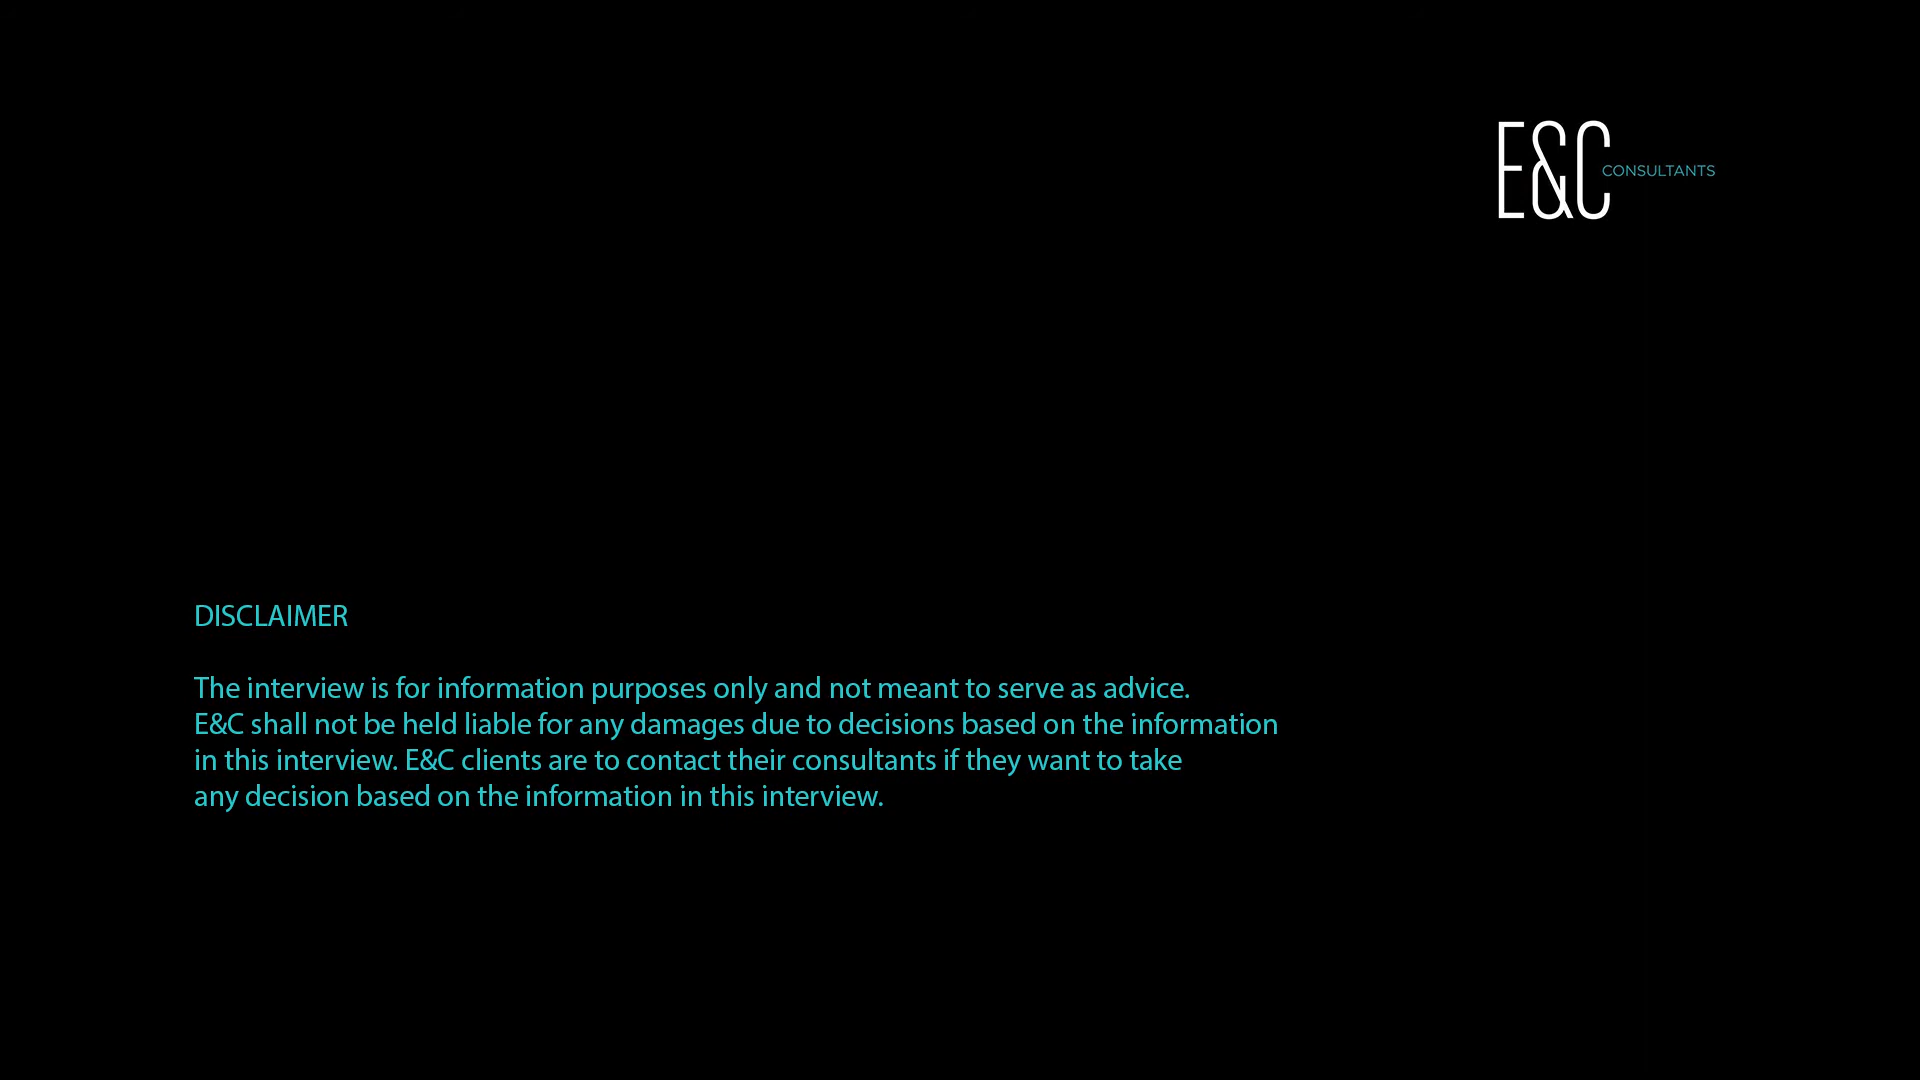 E&C CONSULTANTS
DISCLAIMER
The interview is for information purposes only and not meant to serve as advice.
E&C shall not be held liable for any damages due to decisions based on the information
in this interview. E&C clients are to contact their consultants if they want to take
any decision based on the information in this interview.